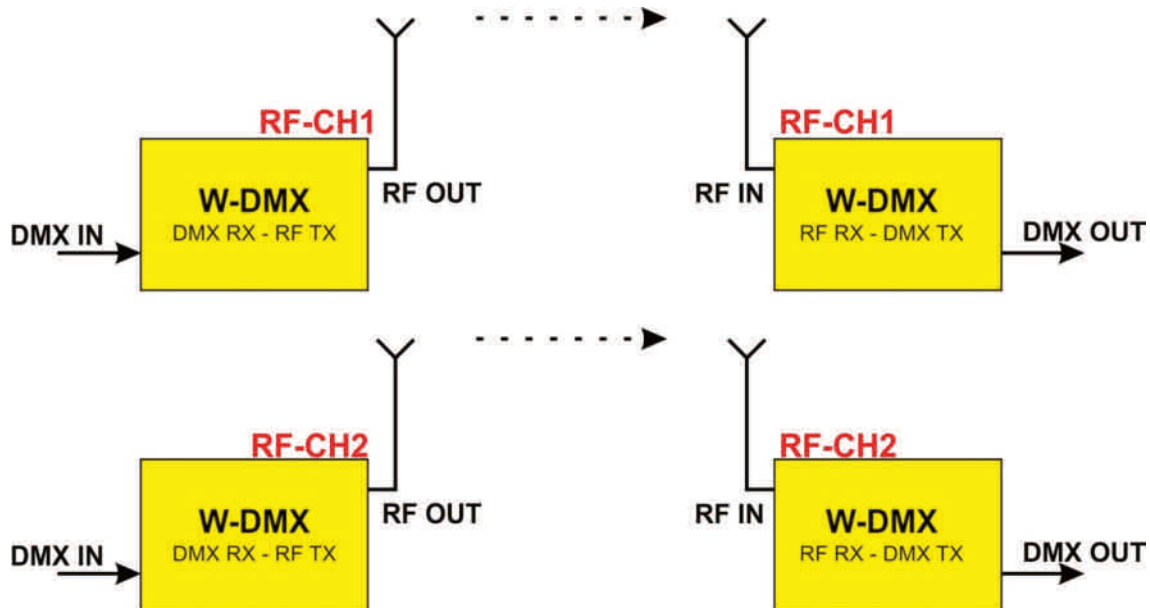 RF-CH1
W-DMX
DMX RX - RF TX
DMX IN
RF OUT
RF-CH1
RF IN
W-DMX
RF RX - DMX TX
DMX OUT
RF-CH2
W-DMX
DMX RX - RF TX
DMX IN
RF OUT
RF-CH2
RF IN
W-DMX
RF RX - DMX TX
DMX OUT